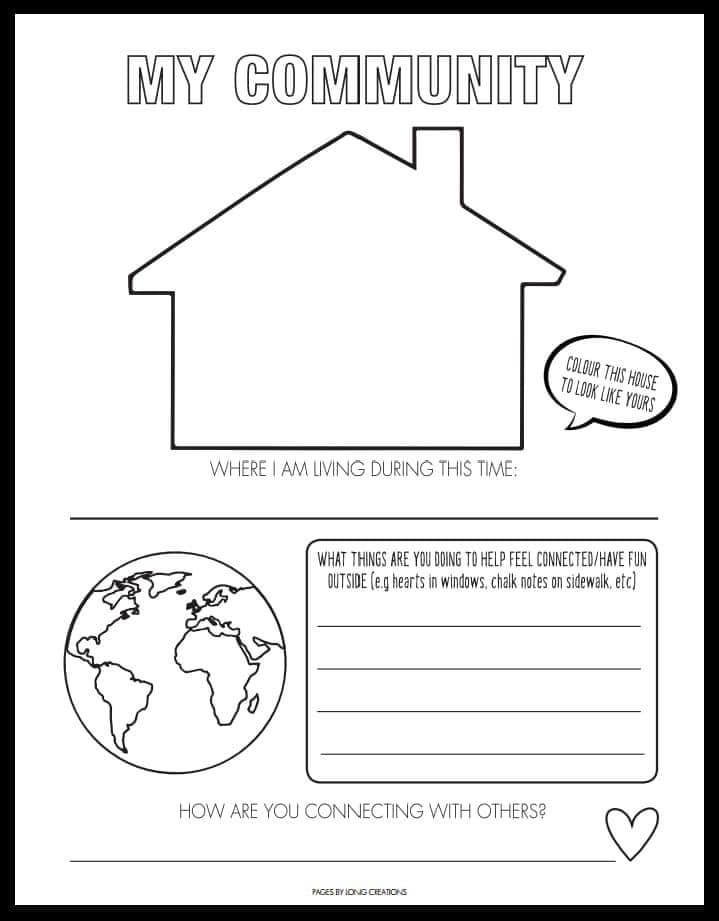 MY COMMUNITY
COLOUR THIS HOUSE
TO LOOK LIKE YOURS
WHERE I AM LIVING DURING THIS TIME:
WHAT THINGS ARE YOU DOING TO HELP FEEL CONNECTED/HAVE FUN
OUTSIDE (e.g hearts in windows, chalk notes on sidewalk, etc)
HOW ARE YOU CONNECTING WITH OTHERS?
PAGES BY LONG CREATIONS